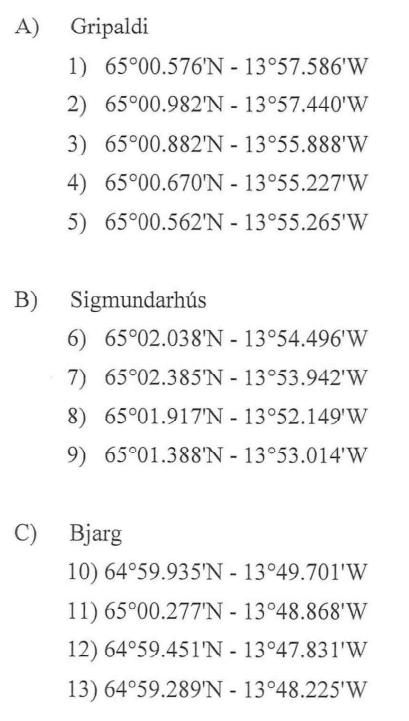 A) Gripaldi
1) 65°00.576'N - 13°57.586'W
2) 65°00.982'N - 13°57.440'W
3) 65°00.882'N - 13°55.888'W
4) 65°00.670'N - 13°55.227'W
5) 65°00.562'N - 13°55.265'W
B) Sigmundarhús
6) 65°02.038'N - 13°54.496'W
7) 65°02.385'N - 13°53.942'W
8) 65°01.917'N - 13°52.149'W
9) 65°01.388'N - 13°53.014'W
C) Bjarg
10) 64°59.935'N - 13°49.701'W
11) 65°00.277'N - 13°48.868'W
12) 64°59.451'N - 13°47.831'W
13) 64°59.289'N - 13°48.225'W